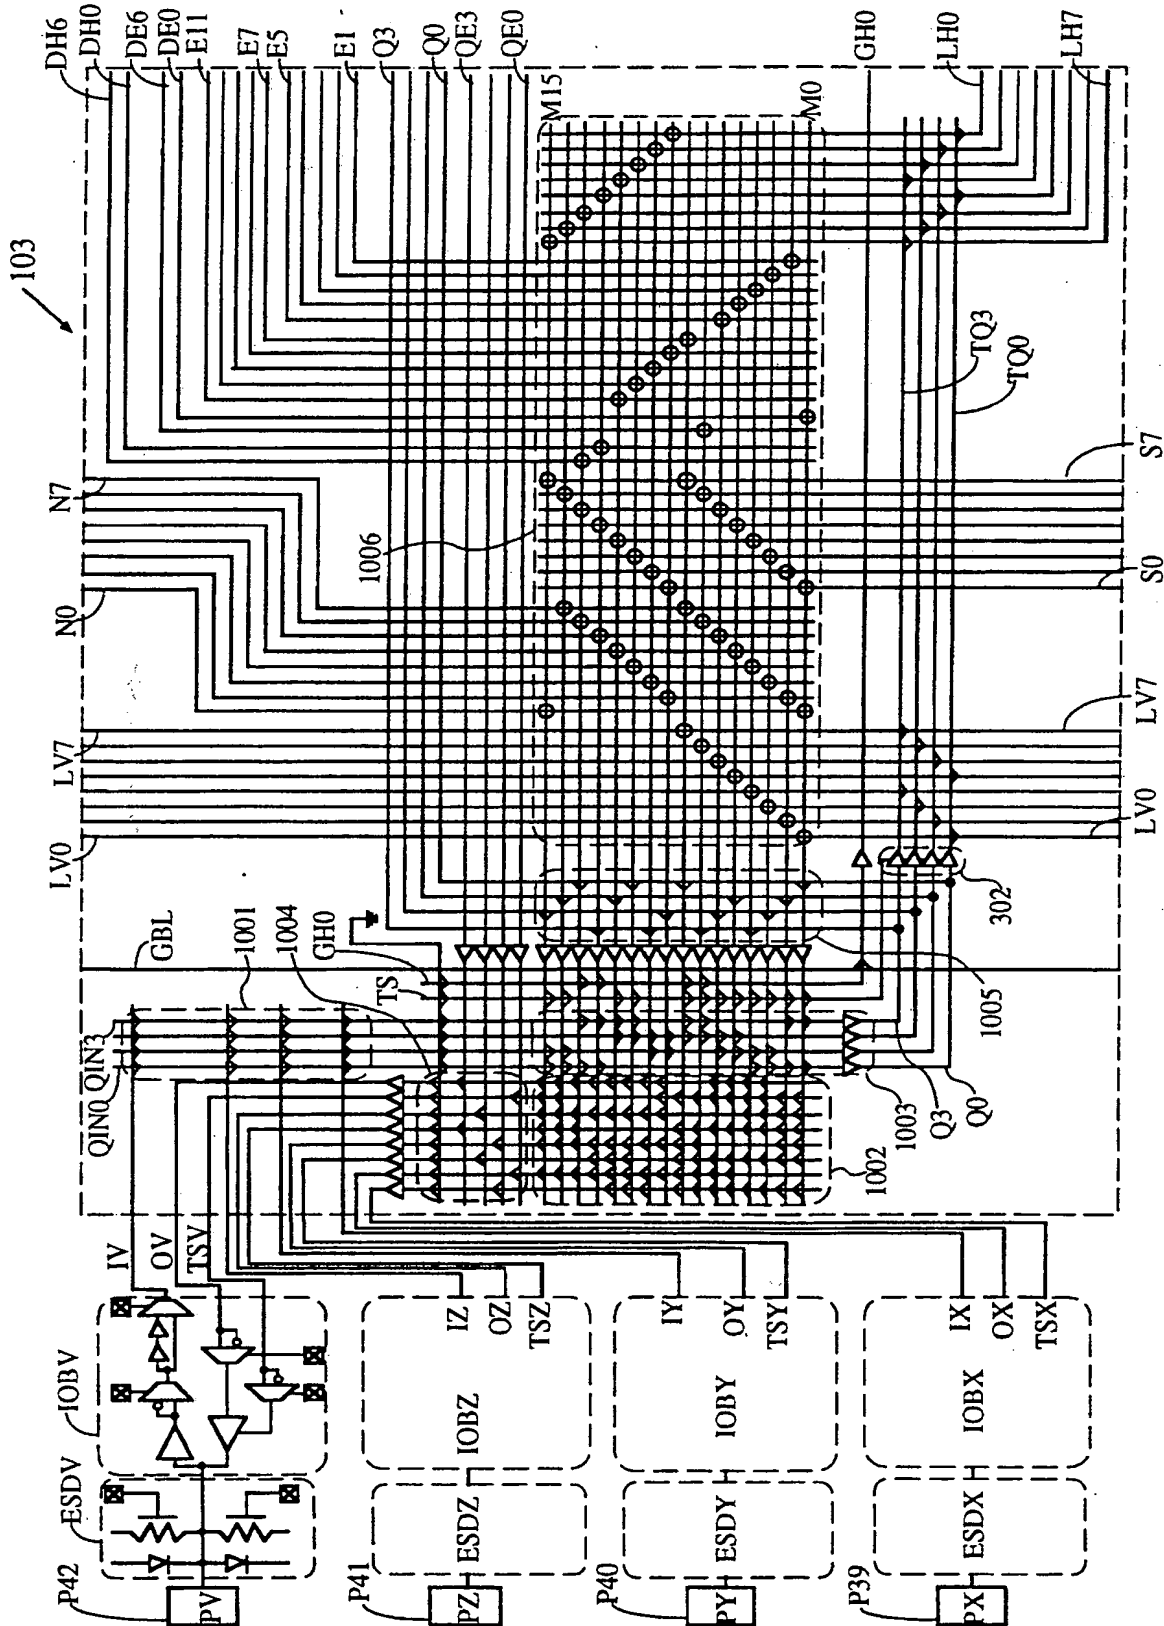 103
DH6
DH0
DE6
DE0
E11
E7
E5
E1
Q3
Q0
QE3
QE0
M15
M0
GH0
LH0
LH7
N7
N0
1006
LV7
LV0
TQ3
TQ0
S7
S0
LV7
LV0
GBL
1001
1004
GH0
TS
QIN3
QIN0
302
1005
Q3
Q0
1003
1002
IV
OV
TSV
IOBV
ESDV
P42
PV
IZ
OZ
TSZ
IOBZ
ESDZ
P41
PZ
IY
OY
TSY
IOBY
ESDY
P40
PY
IX
OX
TSX
IOBX
ESDX
P39
PX